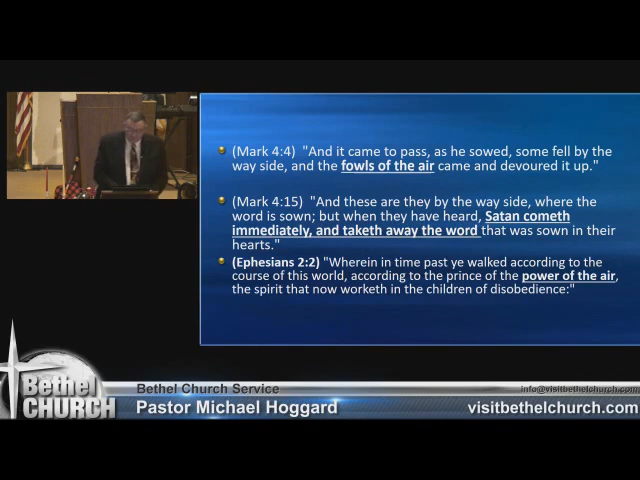 (Mark 4:4) "And it came to pass, as he sowed, some fell by the
way side, and the fowls of the air came and devoured it up."
(Mark 4:15) "And these are they by the way side, where the
word is sown; but when they have heard, Satan cometh
immediately, and taketh away the word that was sown in their
hearts."
(Ephesians 2:2) "Wherein in time past ye walked according to the
course of this world, according to the prince of the power of the air,
the spirit that now worketh in the children of disobedience:"
Bethel
CHURCH
Bethel Church Service
info@visitbethelchurch.com
Pastor Michael Hoggard
visitbethelchurch.com